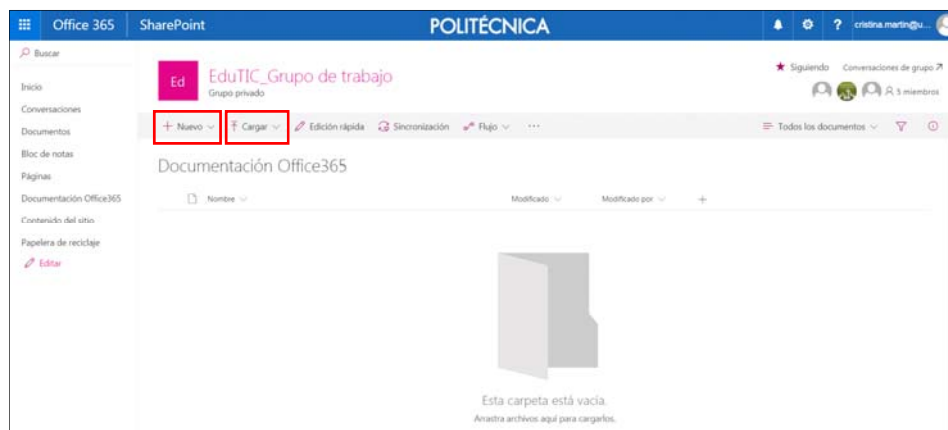 Office 365 SharePoint POLITÉCNICA ? cristina.martin@u...
Buscar
Inicio
Conversaciones
Documentos
Bloc de notas
Páginas
Documentación Office365
Contenido del sitio
Papelera de reciclaje
Editar
Ed EduTIC_Grupo de trabajo
Grupo privado
Siguiendo Conversaciones de grupo
5 miembros
+ Nuevo Cargar Edición rápida Sincronización Flujo ... Todos los documentos
Documentación Office365
Nombre Modificado Modificado por +
Esta carpeta está vacía.
Arrastra archivos aquí para cargarlos.